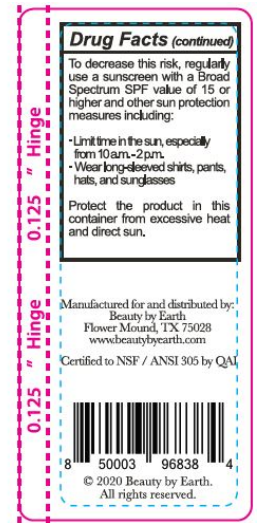 Drug Facts (continued)
To decrease this risk, regularly
use a sunscreen with a Broad
Spectrum SPF value of 15 or
higher and other sun protection
measures including:
• Limit time in the sun, especially
from 10 a.m. - 2 p.m.
• Wear long-sleeved shirts, pants,
hats, and sunglasses
Protect the product in this
container from excessive heat
and direct sun.
Manufactured for and distributed by:
Beauty by Earth
Flower Mound, TX 75028
www.beautybyearth.com
Certified to NSF / ANSI 305 by QAI
8 50003 96838 4
© 2020 Beauty by Earth.
All rights reserved.
0.125 " Hinge
0.125 " Hinge